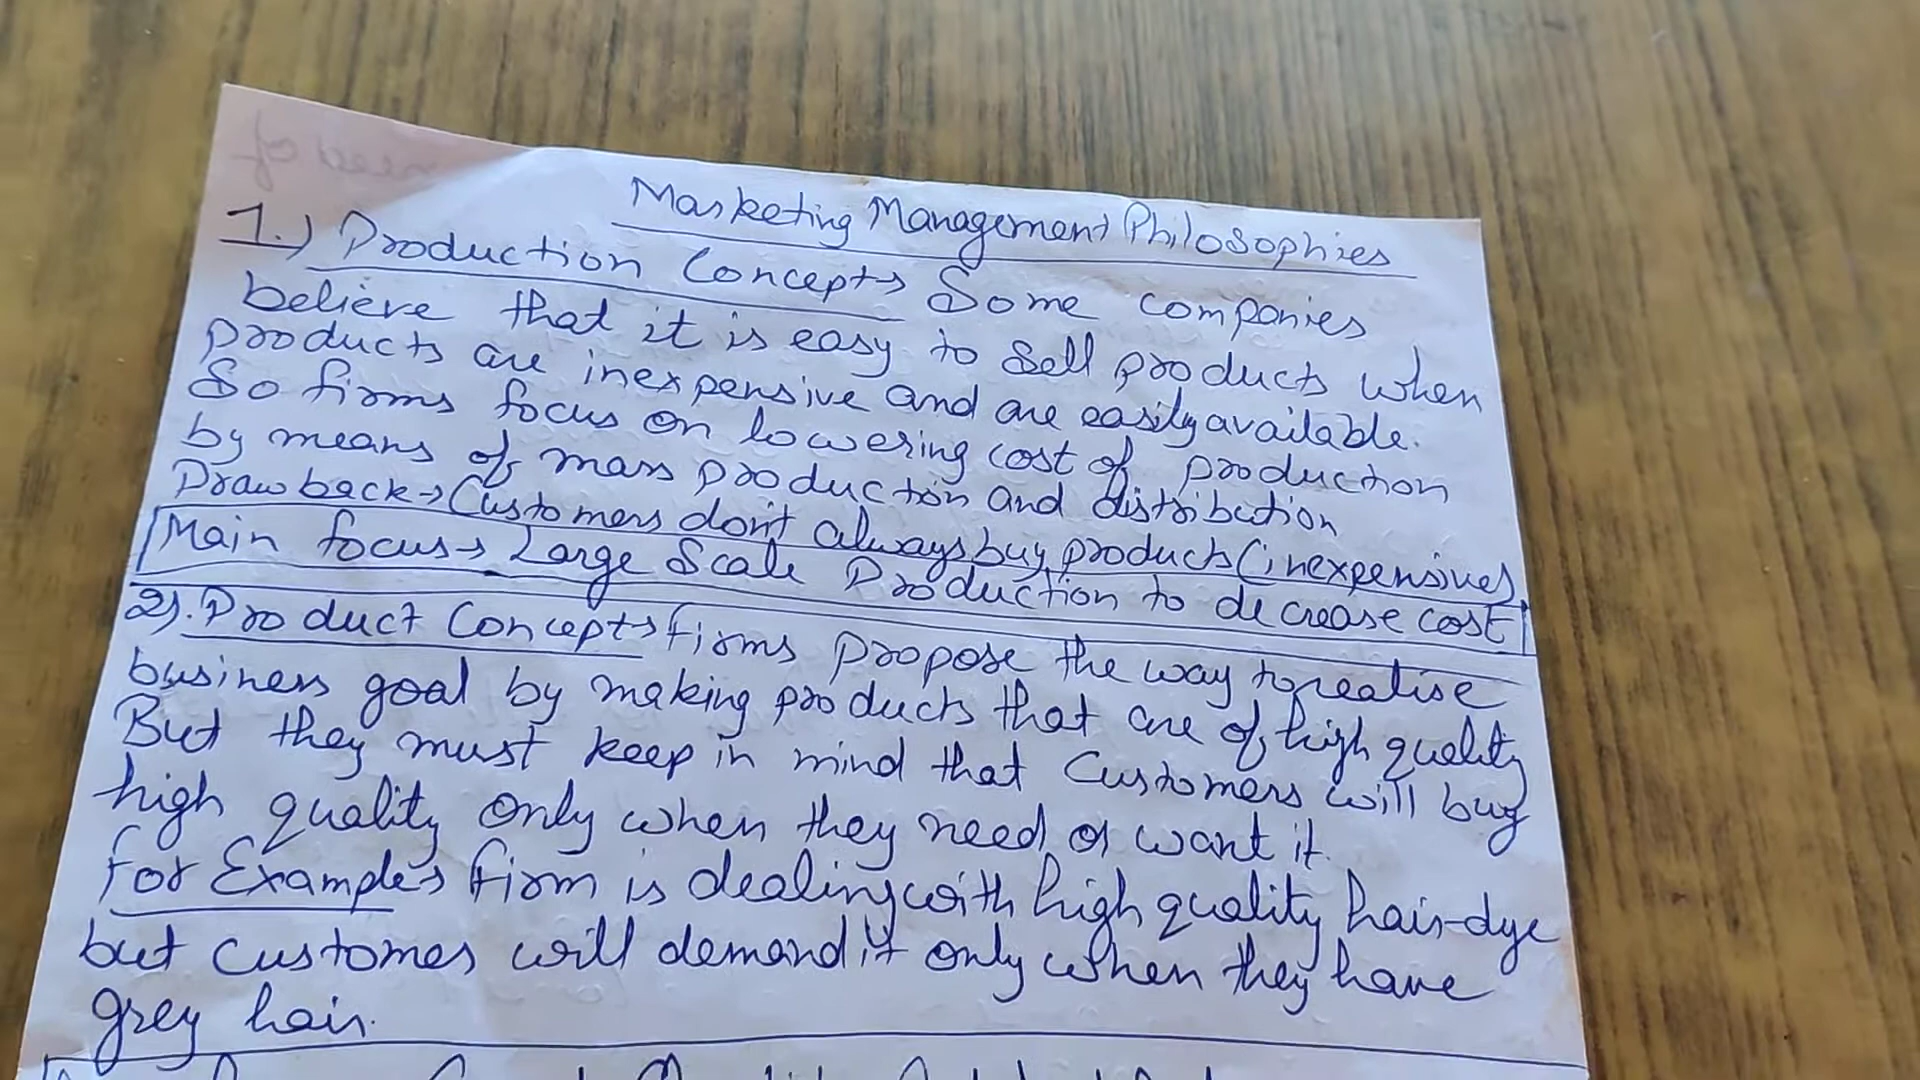 Marketing Management Philosophies
1.) Production Concept→ Some companies
believe that it is easy to sell products when
products are inexpensive and are easily available.
So firms focus on lowering cost of production
by means of mass production and distribution
Drawback→ Customers don't always buy products (inexpensive)
Main focus→ Large Scale Production to decrease cost
2). Product Concept→ firms propose the way to realise
business goal by making products that are of high quality
But they must keep in mind that customers will buy
high quality only when they need or want it.
for Example→ firm is dealing with high quality hair-dye
but customer will demand it only when they have
grey hair.